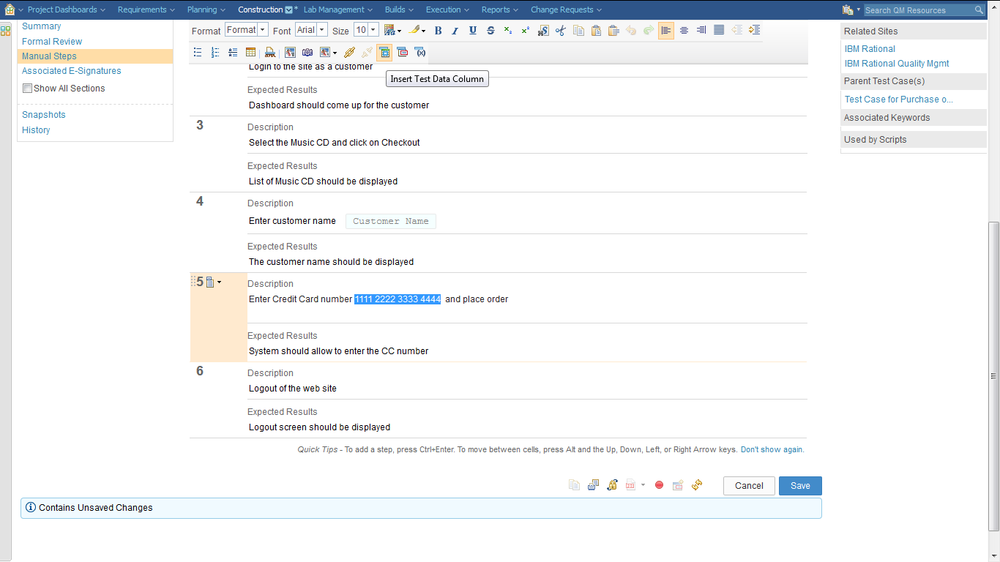 Project Dashboards Requirements Planning Construction * Lab Management Builds Execution Reports Change Requests Search QM Resources
Summary
Formal Review
Manual Steps
Associated E-Signatures
Show All Sections
Snapshots
History
Format Format Font Arial Size 10
B I U S
Insert Test Data Column
Login to the site as a customer
Expected Results
Dashboard should come up for the customer
3 Description
Select the Music CD and click on Checkout
Expected Results
List of Music CD should be displayed
4 Description
Enter customer name Customer Name
Expected Results
The customer name should be displayed
5 Description
Enter Credit Card number 1111 2222 3333 4444 and place order
Expected Results
System should allow to enter the CC number
6 Description
Logout of the web site
Expected Results
Logout screen should be displayed
Quick Tips - To add a step, press Ctrl+Enter. To move between cells, press Alt and the Up, Down, Left, or Right Arrow keys. Don't show again.
Cancel Save
Contains Unsaved Changes
Related Sites
IBM Rational
IBM Rational Quality Mgmt
Parent Test Case(s)
Test Case for Purchase o...
Associated Keywords
Used by Scripts